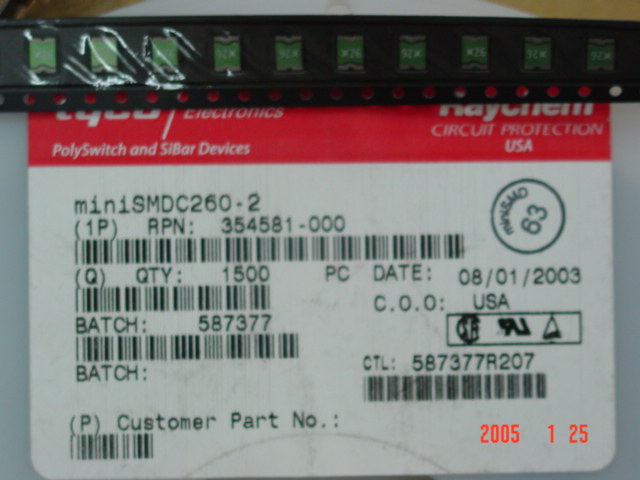 Electronics
Raychem
CIRCUIT PROTECTION
USA
PolySwitch and SiBar Devices
miniSMDC260-2
(1P) RPN: 354581-000
miniSMD
63
(Q) QTY: 1500 PC DATE: 08/01/2003
C.O.O: USA
BATCH: 587377
CTL: 587377R207
BATCH:
(P) Customer Part No.:
2005 1 25